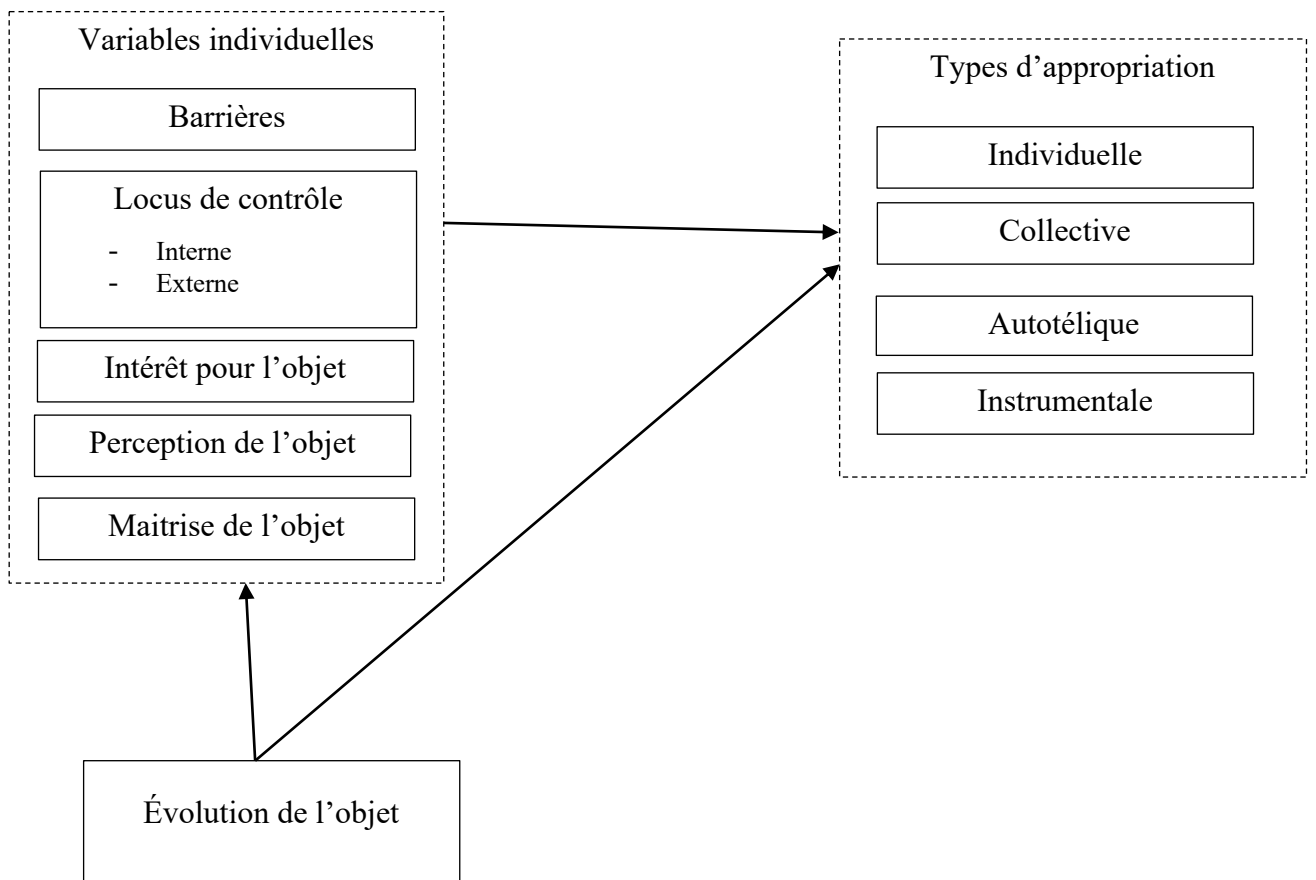 Variables individuelles
Barrières
Locus de contrôle
- Interne
- Externe
Intérêt pour l’objet
Perception de l’objet
Maitrise de l’objet
Types d’appropriation
Individuelle
Collective
Autotélique
Instrumentale
Évolution de l’objet